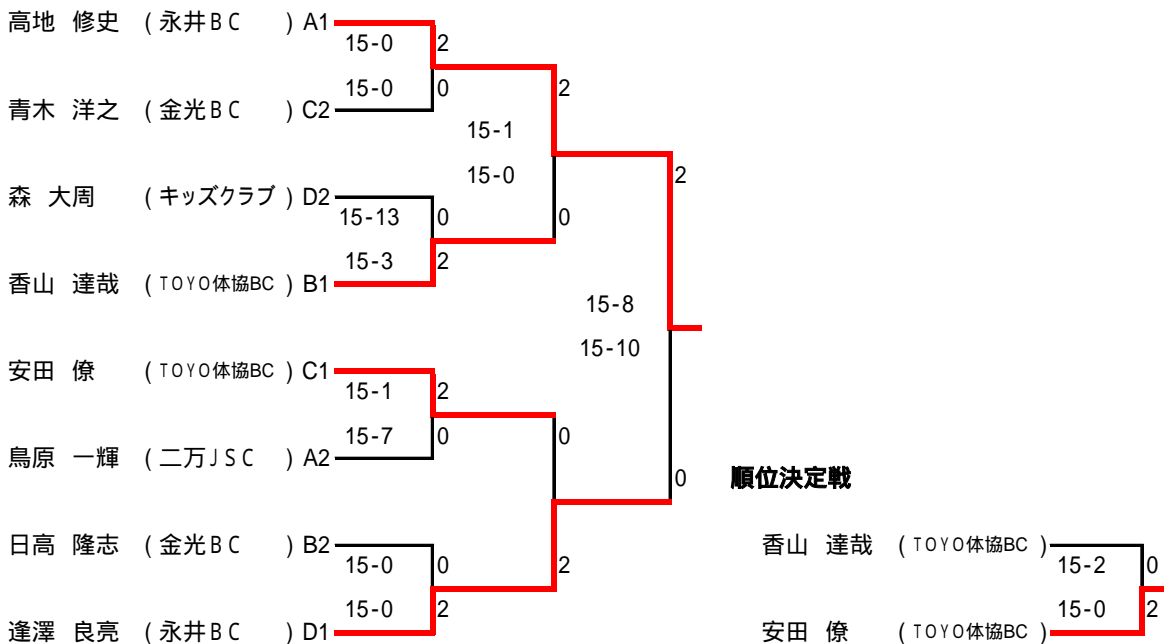 高地 修史 (永井BC) A1
15-0 2
15-0 0 2
青木 洋之 (金光BC) C2
15-1
15-0 2
森 大周 (キッズクラブ) D2
15-13 0 0
15-3 2
香山 達哉 (TOYO体協BC) B1
15-8
15-10
安田 僚 (TOYO体協BC) C1
15-1 2
15-7 0 0
鳥原 一輝 (二万JSC) A2
0 順位決定戦
日高 隆志 (金光BC) B2
15-0 0 2
15-0 2
逢澤 良亮 (永井BC) D1
香山 達哉 (TOYO体協BC)
15-2 0
15-0 2
安田 僚 (TOYO体協BC)